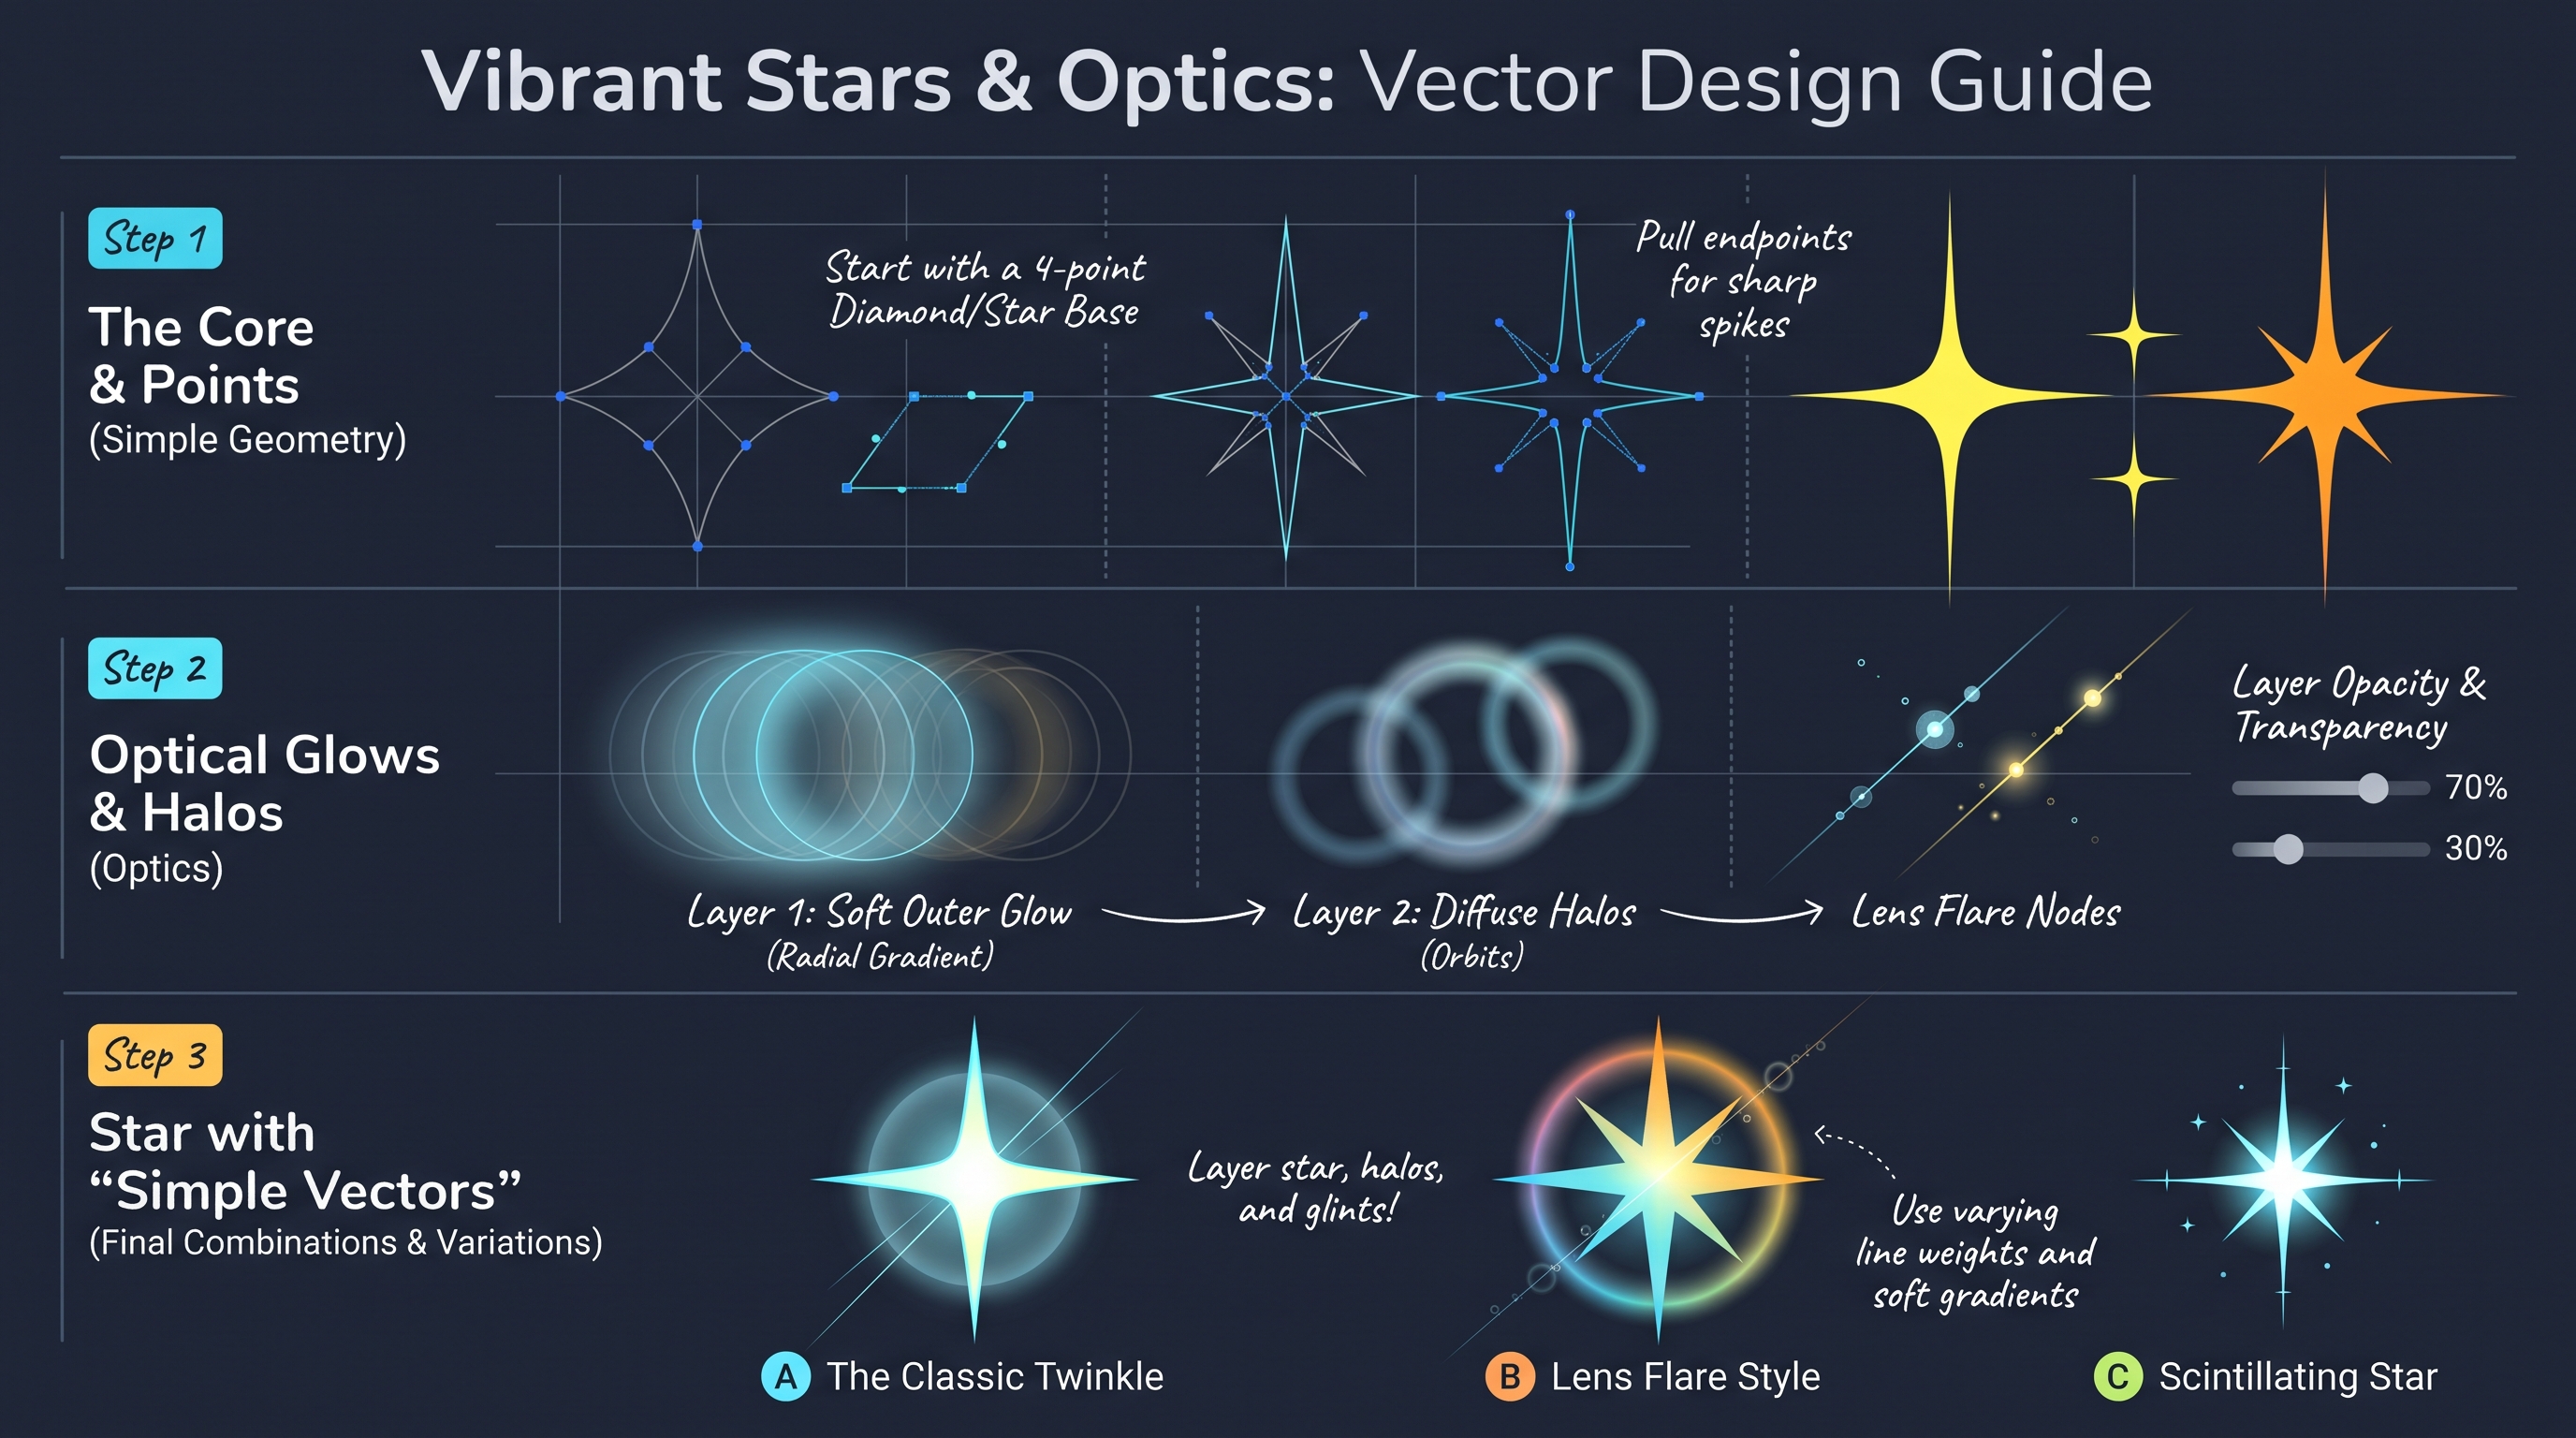 Vibrant Stars & Optics: Vector Design Guide
Step 1
The Core
& Points
(Simple Geometry)
Start with a 4-point
Diamond/Star Base
Pull endpoints
for sharp
spikes
Step 2
Optical Glows
& Halos
(Optics)
Layer 1: Soft Outer Glow
(Radial Gradient)
Layer 2: Diffuse Halos
(Orbits)
Lens Flare Nodes
Layer Opacity &
Transparency
70%
30%
Step 3
Star with
“Simple Vectors”
(Final Combinations & Variations)
Layer star, halos,
and glints!
Use varying
line weights and
soft gradients
A The Classic Twinkle
B Lens Flare Style
C Scintillating Star